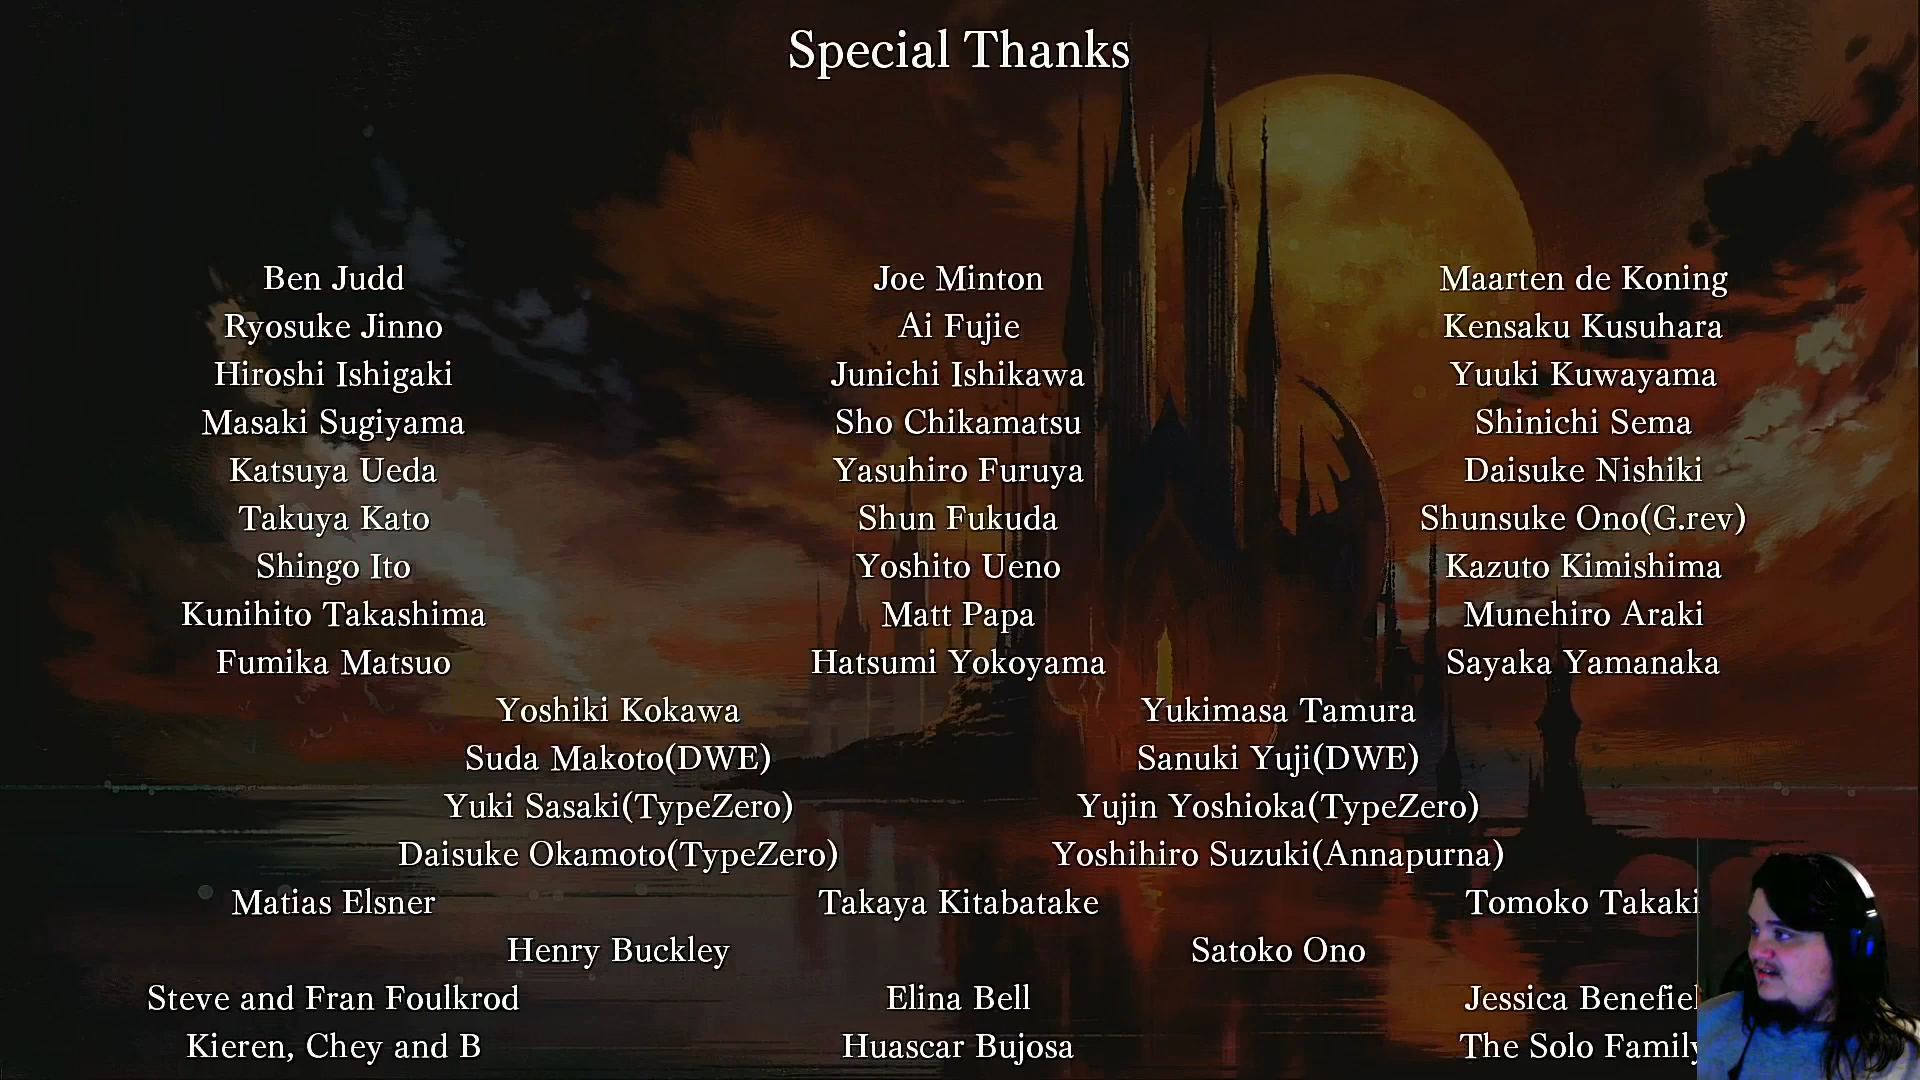 Special Thanks
Ben Judd Joe Minton Maarten de Koning
Ryosuke Jinno Ai Fujie Kensaku Kusuhara
Hiroshi Ishigaki Junichi Ishikawa Yuuki Kuwayama
Masaki Sugiyama Sho Chikamatsu Shinichi Sema
Katsuya Ueda Yasuhiro Furuya Daisuke Nishiki
Takuya Kato Shun Fukuda Shunsuke Ono(G.rev)
Shingo Ito Yoshito Ueno Kazuto Kimishima
Kunihito Takashima Matt Papa Munehiro Araki
Fumika Matsuo Hatsumi Yokoyama Sayaka Yamanaka
Yoshiki Kokawa Yukimasa Tamura
Suda Makoto(DWE) Sanuki Yuji(DWE)
Yuki Sasaki(TypeZero) Yujin Yoshioka(TypeZero)
Daisuke Okamoto(TypeZero) Yoshihiro Suzuki(Annapurna)
Matias Elsner Takaya Kitabatake Tomoko Takaki
Henry Buckley Satoko Ono
Steve and Fran Foulkrod Elina Bell Jessica
Kieren, Chey and B Huascar Bujosa The Solo Family